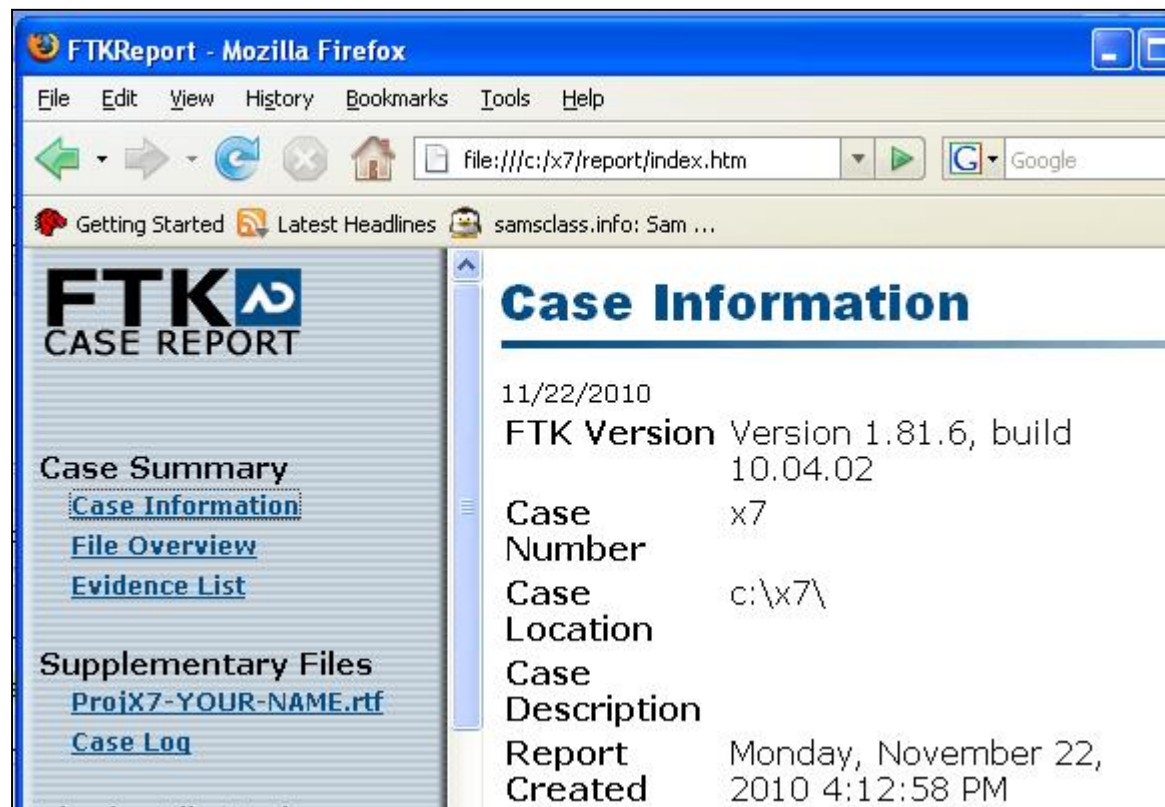 FTKReport - Mozilla Firefox
File Edit View History Bookmarks Tools Help
file:///c:/x7/report/index.htm
G Google
Getting Started Latest Headlines samsclass.info: Sam ...
FTK AD
CASE REPORT
Case Summary
Case Information
File Overview
Evidence List
Supplementary Files
ProjX7-YOUR-NAME.rtf
Case Log
Case Information
11/22/2010
FTK Version Version 1.81.6, build
10.04.02
Case x7
Number
Case c:\x7\
Location
Case
Description
Report Monday, November 22,
Created 2010 4:12:58 PM